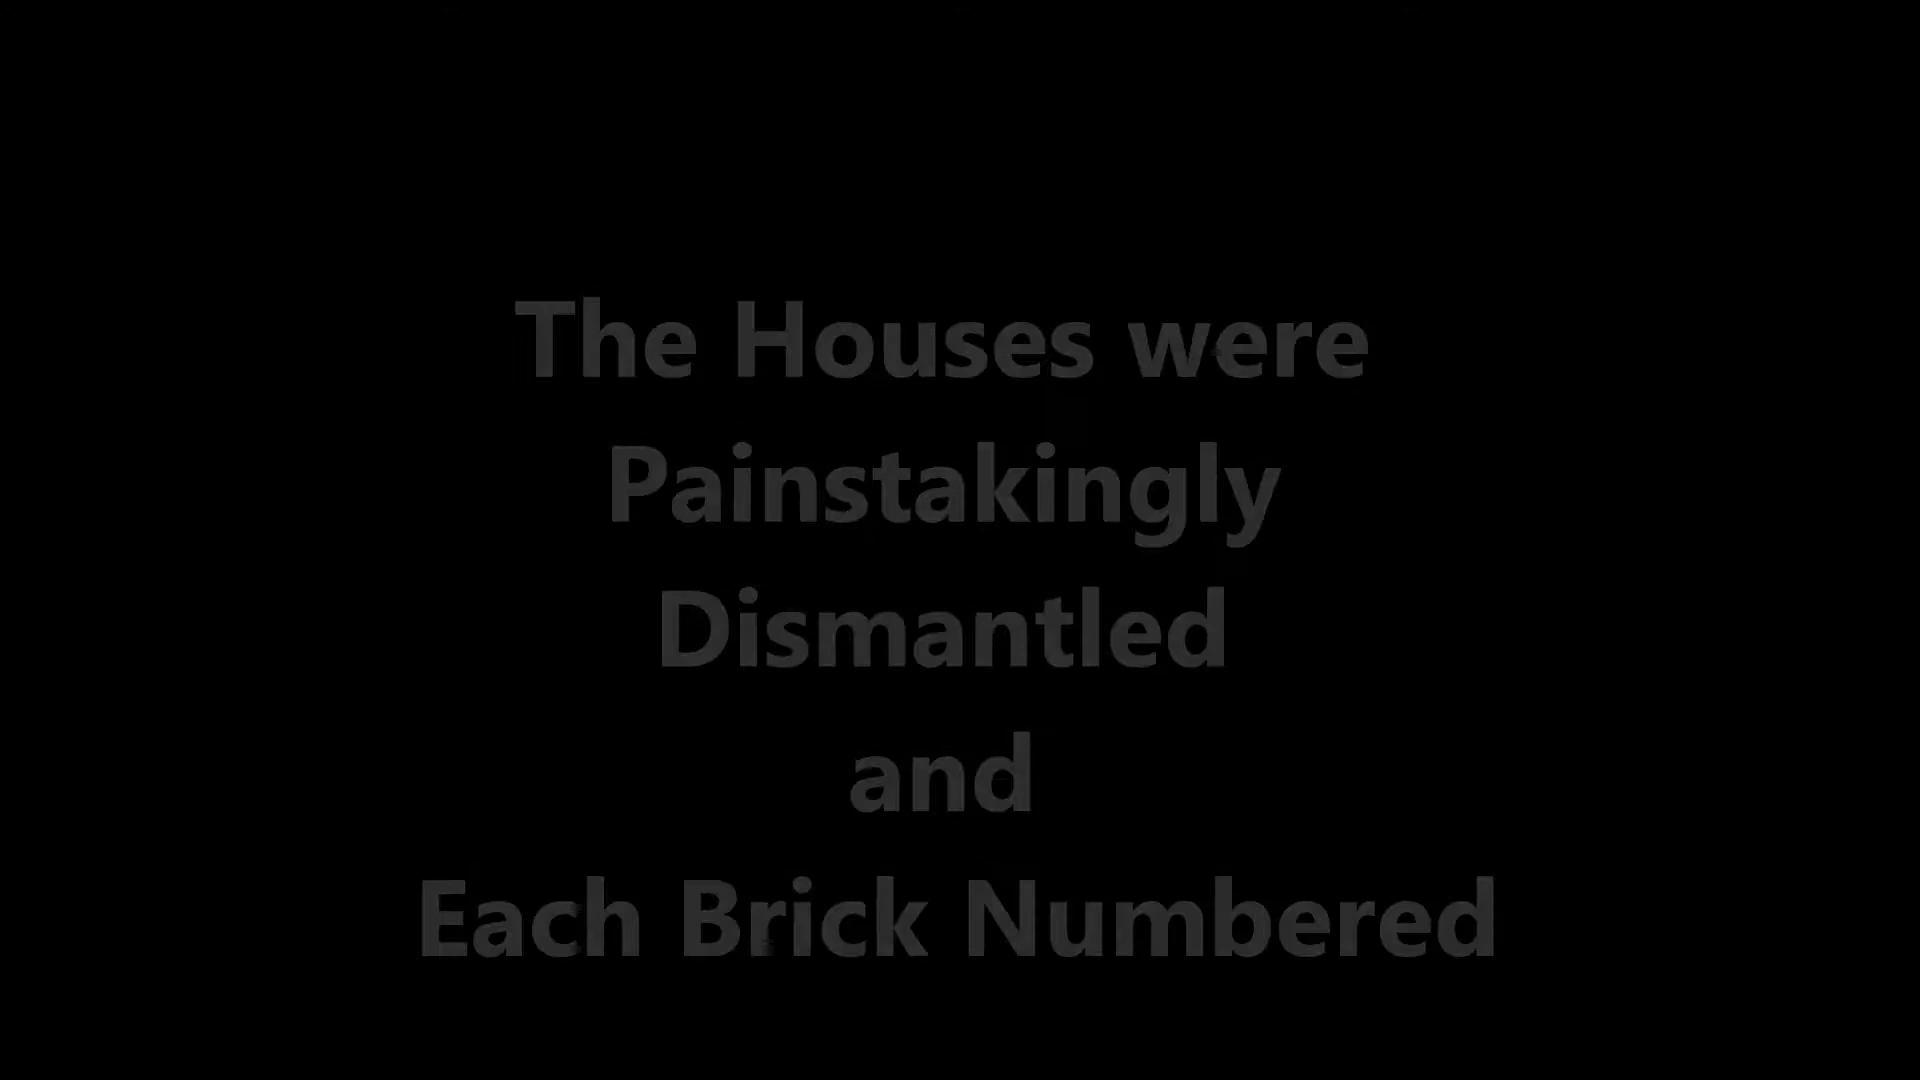 The Houses were
Painstakingly
Dismantled
and
Each Brick Numbered